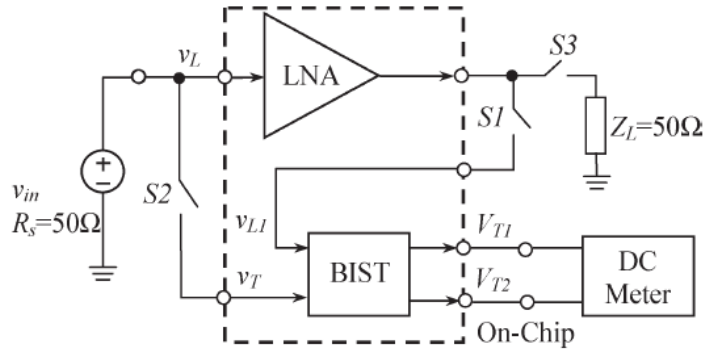 v_L
LNA
S3
S1
Z_L=50Ω
v_in
R_s=50Ω
S2
v_L1
V_T1
v_T
BIST
V_T2
DC
Meter
On-Chip